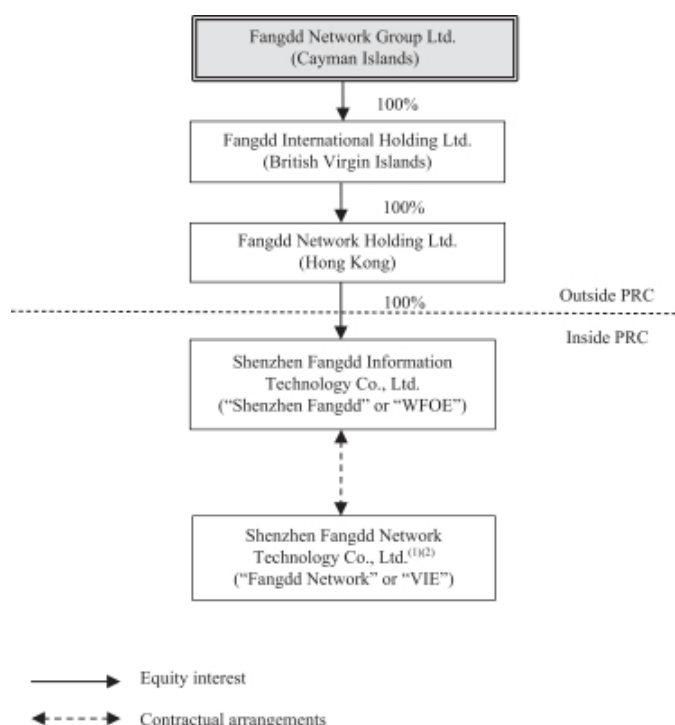 Fangdd Network Group Ltd.
(Cayman Islands)
100%
Fangdd International Holding Ltd.
(British Virgin Islands)
100%
Fangdd Network Holding Ltd.
(Hong Kong)
100%
Outside PRC
Inside PRC
Shenzhen Fangdd Information
Technology Co., Ltd.
(“Shenzhen Fangdd” or “WFOE”)
Shenzhen Fangdd Network
Technology Co., Ltd.(1)(2)
(“Fangdd Network” or “VIE”)
Equity interest
Contractual arrangements